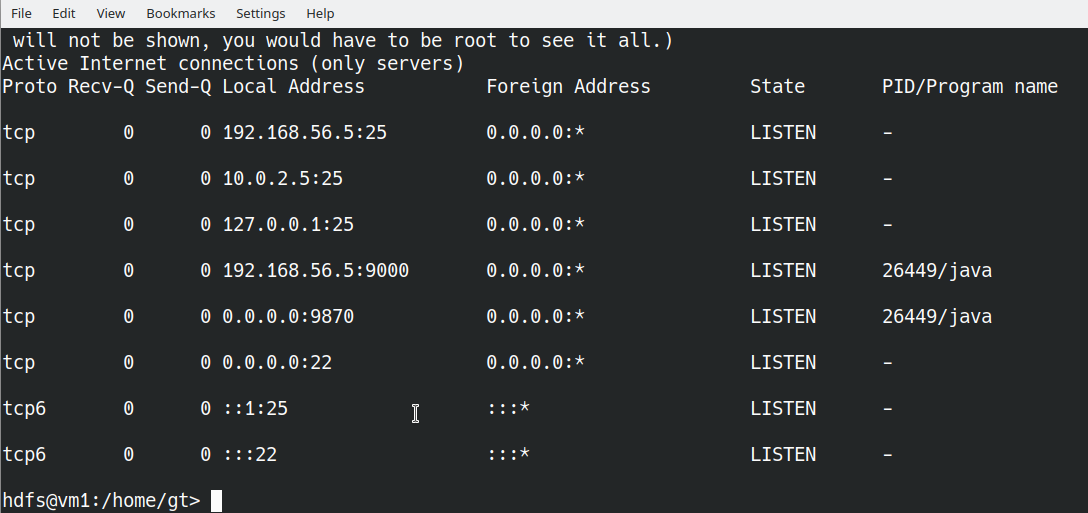 File Edit View Bookmarks Settings Help
will not be shown, you would have to be root to see it all.)
Active Internet connections (only servers)
Proto Recv-Q Send-Q Local Address Foreign Address State PID/Program name
tcp 0 0 192.168.56.5:25 0.0.0.0:* LISTEN -
tcp 0 0 10.0.2.5:25 0.0.0.0:* LISTEN -
tcp 0 0 127.0.0.1:25 0.0.0.0:* LISTEN -
tcp 0 0 192.168.56.5:9000 0.0.0.0:* LISTEN 26449/java
tcp 0 0 0.0.0.0:9870 0.0.0.0:* LISTEN 26449/java
tcp 0 0 0.0.0.0:22 0.0.0.0:* LISTEN -
tcp6 0 0 ::1:25 :::* LISTEN -
tcp6 0 0 :::22 :::* LISTEN -
hdfs@vm1:/home/gt>